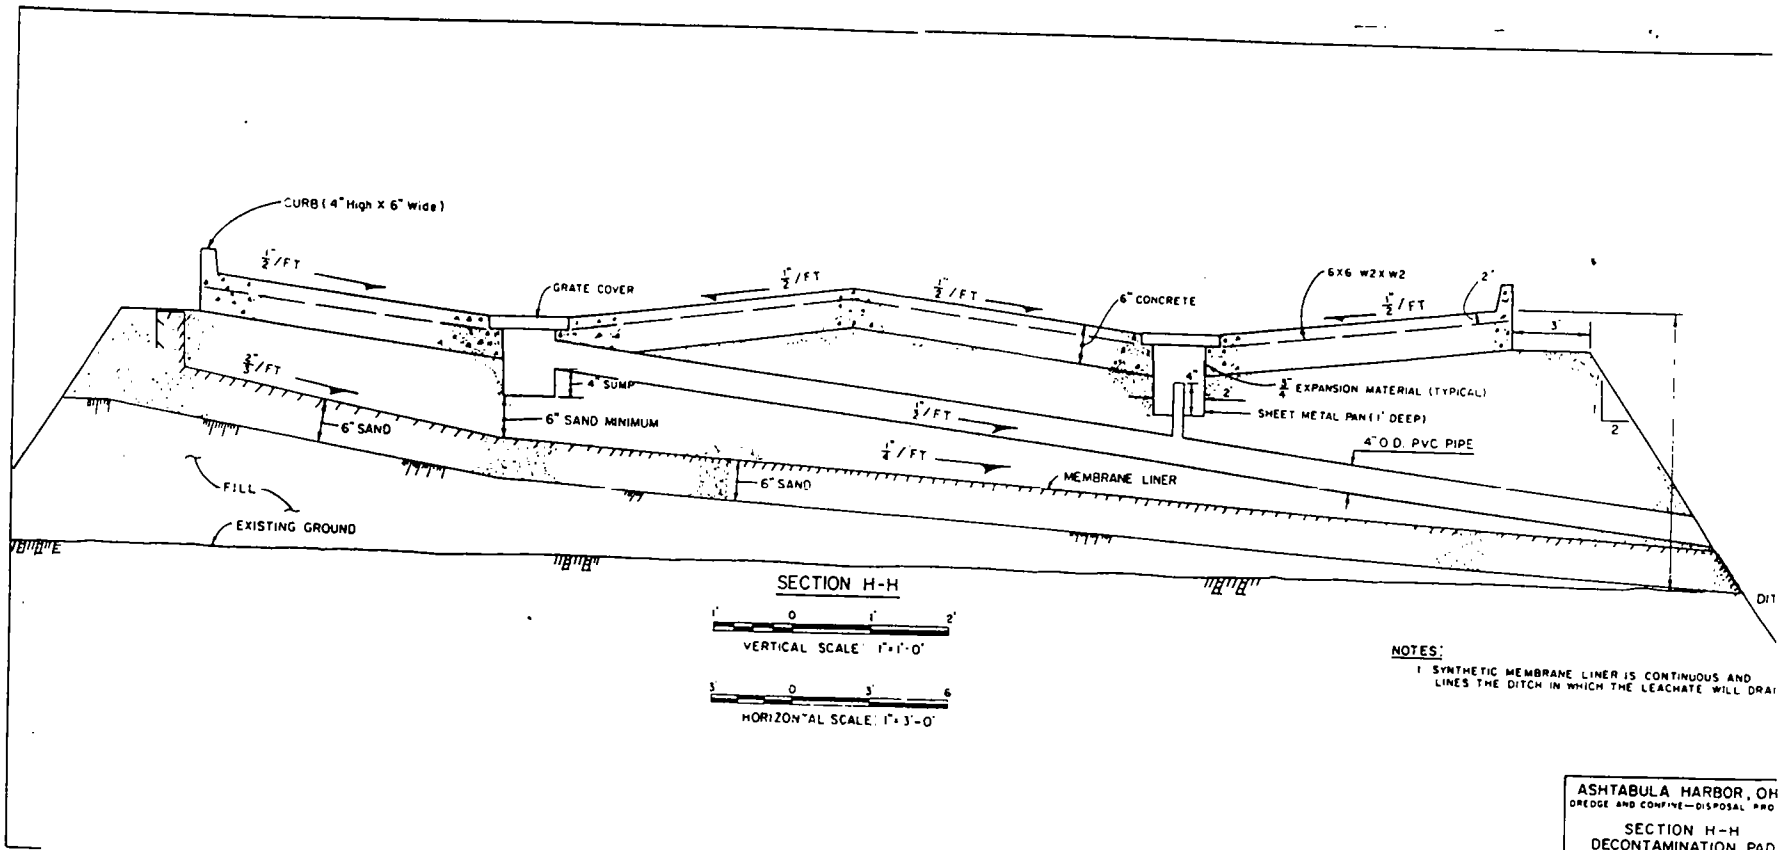 CURB (4" High X 6" Wide)
1/2"/FT
GRATE COVER
1/2"/FT
1/2"/FT
6" CONCRETE
6X6 W2XW2
2"
1/2"/FT
3'
2/3"/FT
4" SUMP
4"
2"
3/4" EXPANSION MATERIAL (TYPICAL)
SHEET METAL PAN (1' DEEP)
1
2
6" SAND
6" SAND MINIMUM
1/2"/FT
4" O.D. PVC PIPE
1/4"/FT
6" SAND
MEMBRANE LINER
FILL
EXISTING GROUND
SECTION H-H
1' 0 1' 2'
VERTICAL SCALE: 1"=1'-0"
3' 0 3' 6
HORIZONTAL SCALE: 1"=3'-0"
DIT
NOTES:
1 SYNTHETIC MEMBRANE LINER IS CONTINUOUS AND
LINES THE DITCH IN WHICH THE LEACHATE WILL DRAI
ASHTABULA HARBOR, OH
DREDGE AND CONFINE-DISPOSAL PRO
SECTION H-H
DECONTAMINATION PAD